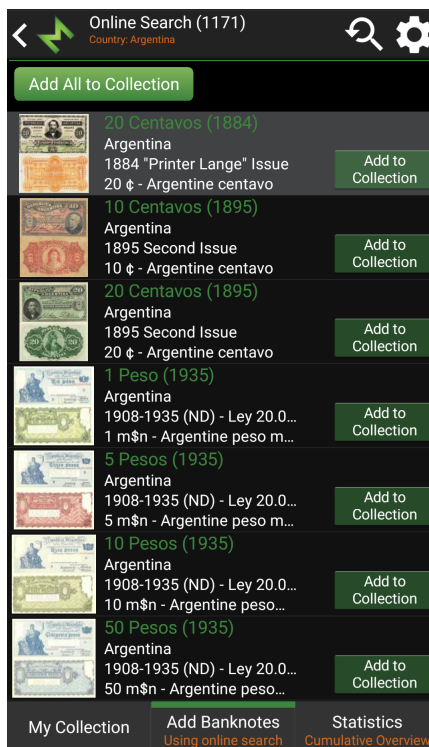 Online Search (1171)
Country: Argentina
Add All to Collection
20 Centavos (1884)
Argentina
1884 "Printer Lange" Issue
20 ¢ - Argentine centavo
Add to
Collection
10 Centavos (1895)
Argentina
1895 Second Issue
10 ¢ - Argentine centavo
Add to
Collection
20 Centavos (1895)
Argentina
1895 Second Issue
20 ¢ - Argentine centavo
Add to
Collection
1 Peso (1935)
Argentina
1908-1935 (ND) - Ley 20.0...
1 m$n - Argentine peso m...
Add to
Collection
5 Pesos (1935)
Argentina
1908-1935 (ND) - Ley 20.0...
5 m$n - Argentine peso m...
Add to
Collection
10 Pesos (1935)
Argentina
1908-1935 (ND) - Ley 20.0...
10 m$n - Argentine peso...
Add to
Collection
50 Pesos (1935)
Argentina
1908-1935 (ND) - Ley 20.0...
50 m$n - Argentine peso...
Add to
Collection
My Collection
Add Banknotes
Using online search
Statistics
Cumulative Overview